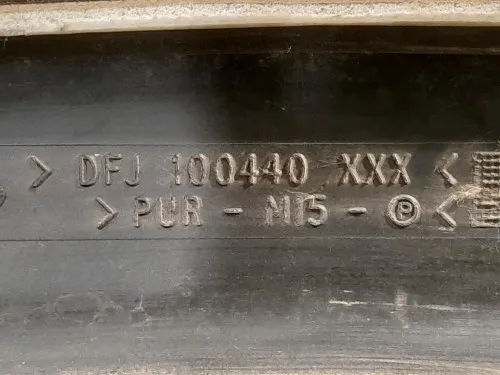 > DFJ 100440 XXX <
> PUR - M15 - Ⓟ <